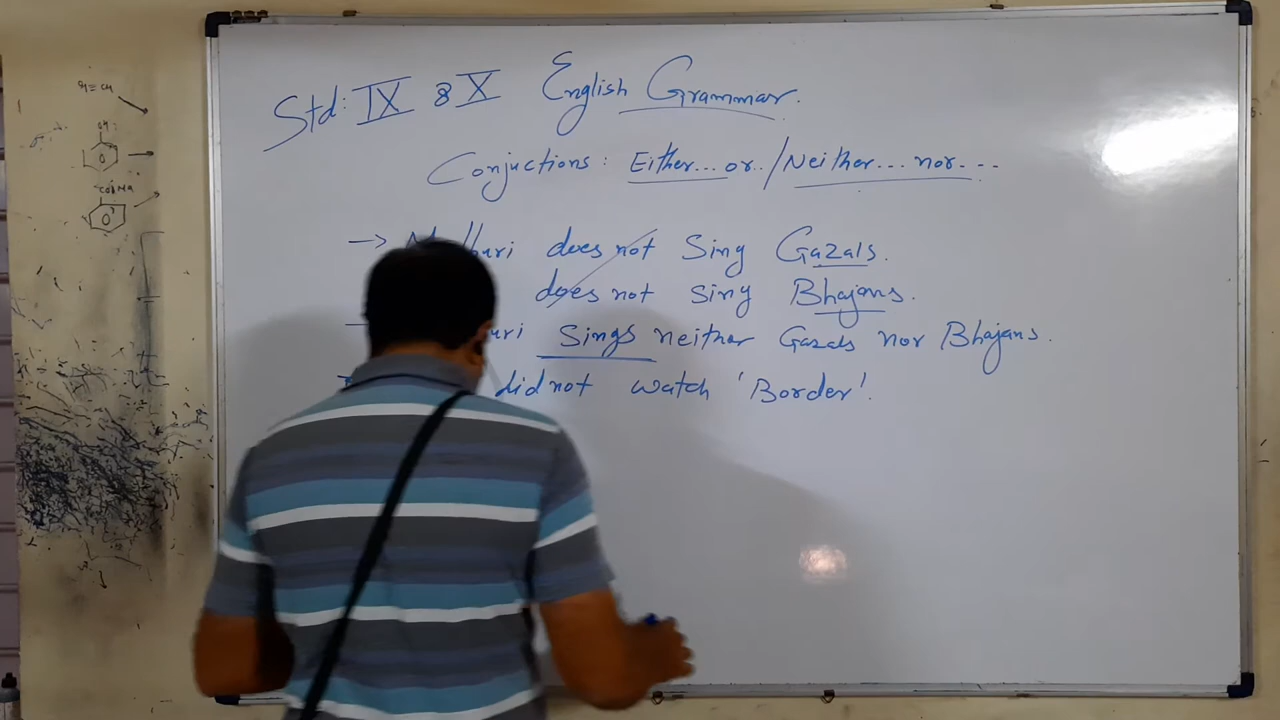 Std: IX & X English Grammar.
Conjuctions: Either... or.. / Neither... nor....
→ does not Sing Gazals.
does not sing Bhajans.
Sings neither Gazals nor Bhajans.
did not watch 'Border'.